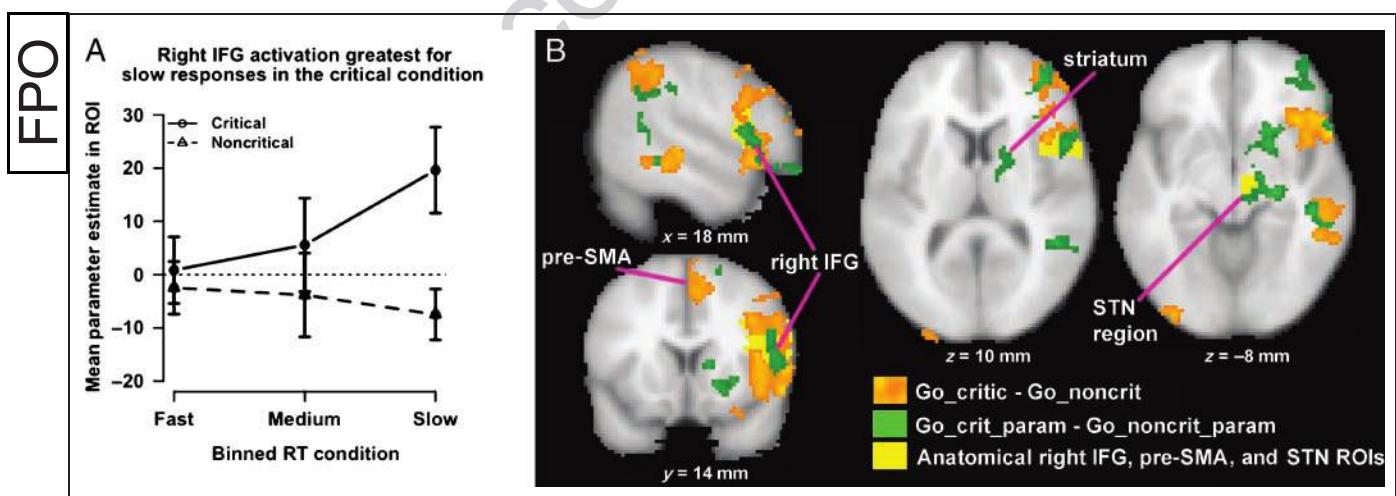 FPO
A
Right IFG activation greatest for
slow responses in the critical condition
Mean parameter estimate in ROI
30
20
10
0
−10
−20
Critical
Noncritical
Fast
Medium
Slow
Binned RT condition
B
striatum
x = 18 mm
pre-SMA
right IFG
STN
region
y = 14 mm
z = 10 mm
z = −8 mm
Go_critic - Go_noncrit
Go_crit_param - Go_noncrit_param
Anatomical right IFG, pre-SMA, and STN ROIs